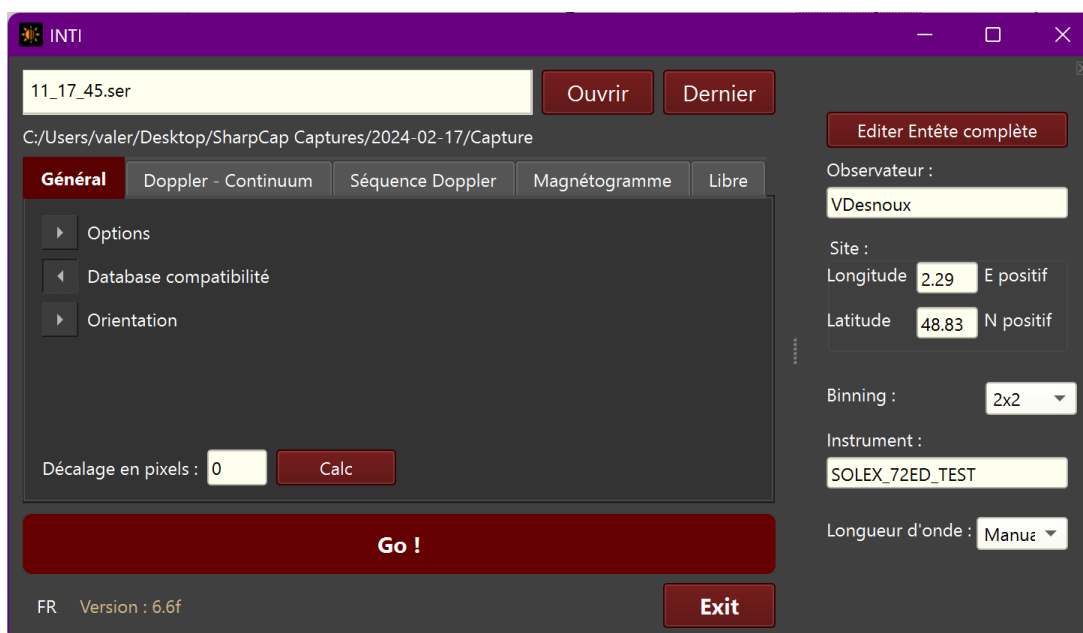 INTI
11_17_45.ser
Ouvrir
Dernier
C:/Users/valer/Desktop/SharpCap Captures/2024-02-17/Capture
Général
Doppler - Continuum
Séquence Doppler
Magnétogramme
Libre
Options
Database compatibilité
Orientation
Décalage en pixels : 0
Calc
Go !
FR Version : 6.6f
Exit
Editer Entête complète
Observateur :
VDesnoux
Site :
Longitude 2.29 E positif
Latitude 48.83 N positif
Binning : 2x2
Instrument :
SOLEX_72ED_TEST
Longueur d'onde : Manua